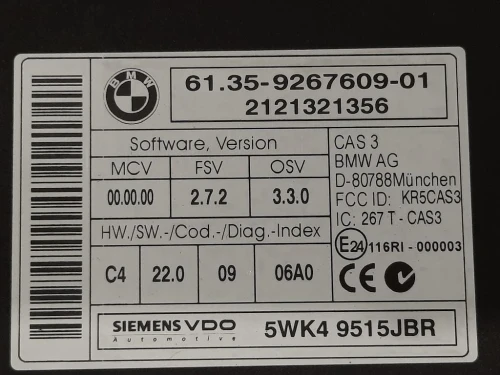 BMW
61.35-9267609-01
2121321356
Software, Version
MCV FSV OSV
00.00.00 2.7.2 3.3.0
HW./SW.-/Cod.-/Diag.-Index
C4 22.0 09 06A0
CAS 3
BMW AG
D-80788München
FCC ID: KR5CAS3
IC: 267 T - CAS3
E24 116RI - 000003
CE N
SIEMENS VDO
Automotive
5WK4 9515JBR